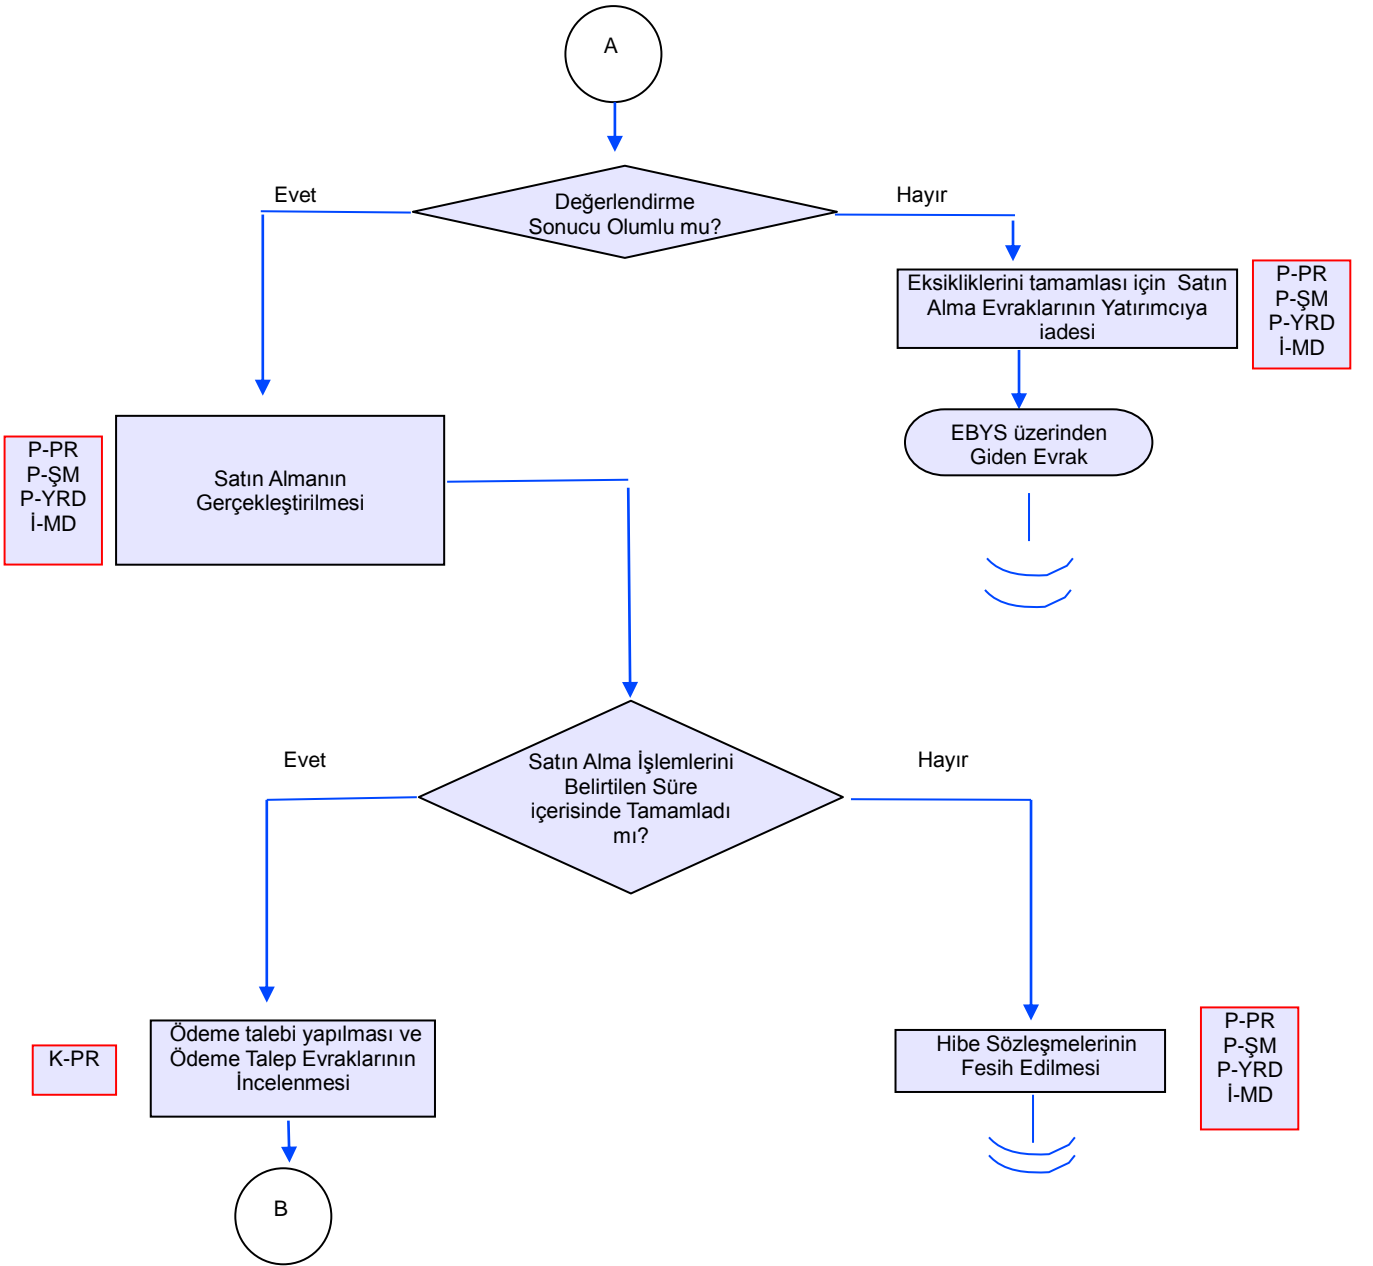 A
Evet
Değerlendirme
Sonucu Olumlu mu?
Hayır
Eksikliklerini tamamlası için Satın
Alma Evraklarının Yatırımcıya
iadesi
P-PR
P-ŞM
P-YRD
İ-MD
EBYS üzerinden
Giden Evrak
P-PR
P-ŞM
P-YRD
İ-MD
Satın Almanın
Gerçekleştirilmesi
Evet
Satın Alma İşlemlerini
Belirtilen Süre
içerisinde Tamamladı
mı?
Hayır
K-PR
Ödeme talebi yapılması ve
Ödeme Talep Evraklarının
İncelenmesi
Hibe Sözleşmelerinin
Fesih Edilmesi
P-PR
P-ŞM
P-YRD
İ-MD
B